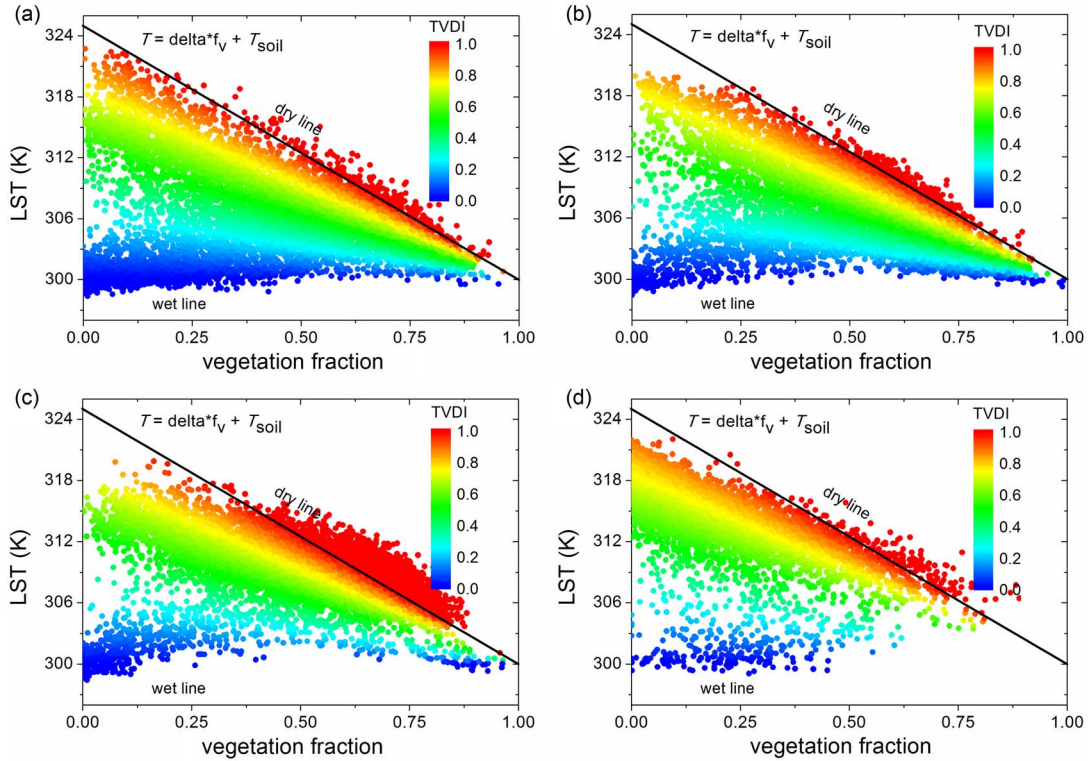 (a)
T = delta*fv + Tsoil
TVDI
1.0
0.8
0.6
0.4
0.2
0.0
dry line
wet line
324
318
312
306
300
LST (K)
0.00 0.25 0.50 0.75 1.00
vegetation fraction
(b)
T = delta*fv + Tsoil
TVDI
1.0
0.8
0.6
0.4
0.2
0.0
dry line
wet line
324
318
312
306
300
LST (K)
0.00 0.25 0.50 0.75 1.00
vegetation fraction
(c)
T = delta*fv + Tsoil
TVDI
1.0
0.8
0.6
0.4
0.2
0.0
dry line
wet line
324
318
312
306
300
LST (K)
0.00 0.25 0.50 0.75 1.00
vegetation fraction
(d)
T = delta*fv + Tsoil
TVDI
1.0
0.8
0.6
0.4
0.2
0.0
dry line
wet line
324
318
312
306
300
LST (K)
0.00 0.25 0.50 0.75 1.00
vegetation fraction